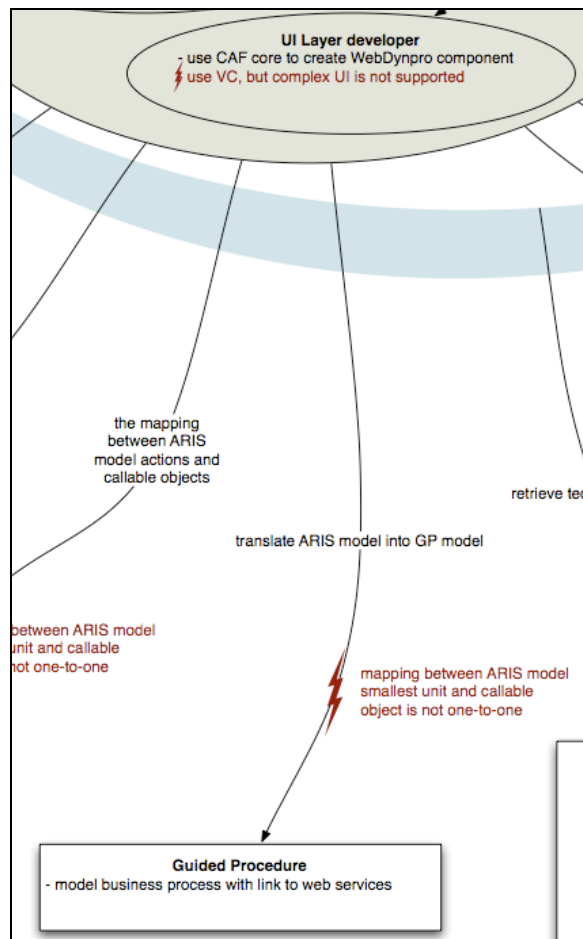 UI Layer developer
- use CAF core to create WebDynpro component
use VC, but complex UI is not supported
the mapping
between ARIS
model actions and
callable objects
retrieve
translate ARIS model into GP model
between ARIS model
unit and callable
not one-to-one
mapping between ARIS model
smallest unit and callable
object is not one-to-one
Guided Procedure
- model business process with link to web services